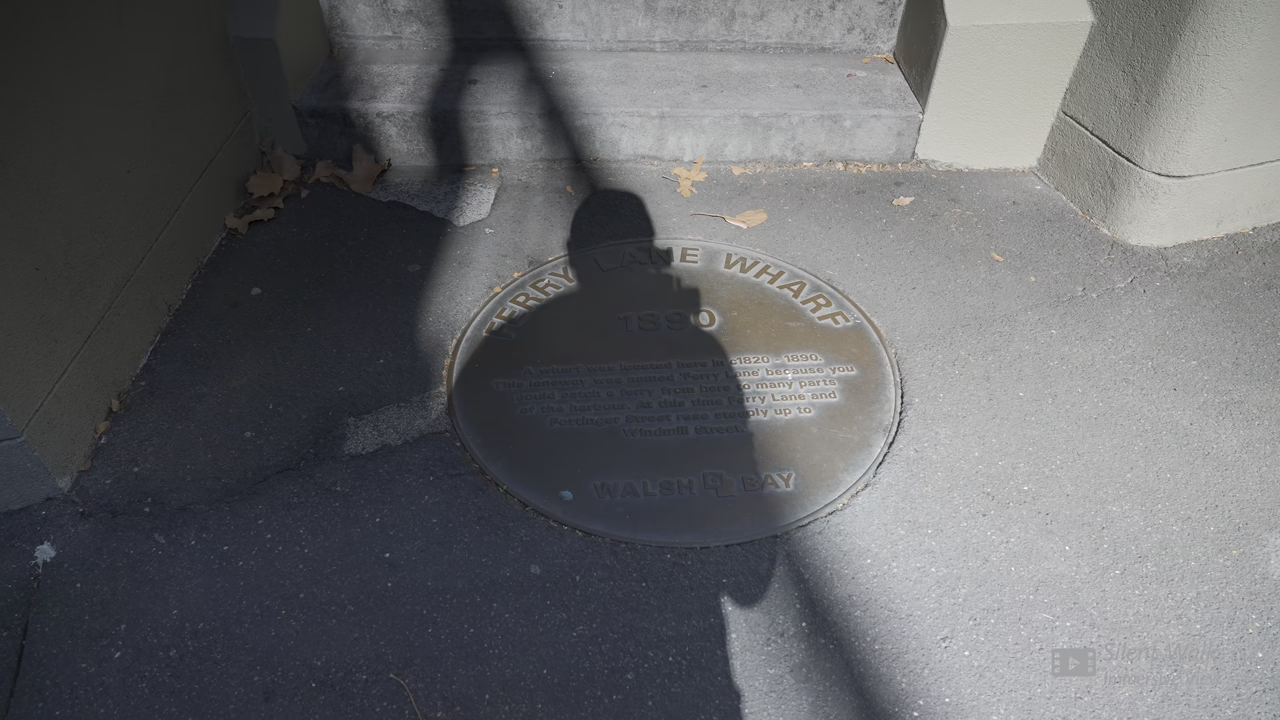 FERRY LANE WHARF
1890
A wharf was located here in c1820 - 1890.
This laneway was named 'Ferry Lane' because you
could catch a ferry from here to many parts
of the harbour. At this time Ferry Lane and
Pottinger Street rose steeply up to
Windmill Street.
WALSH BAY
Silent Walks